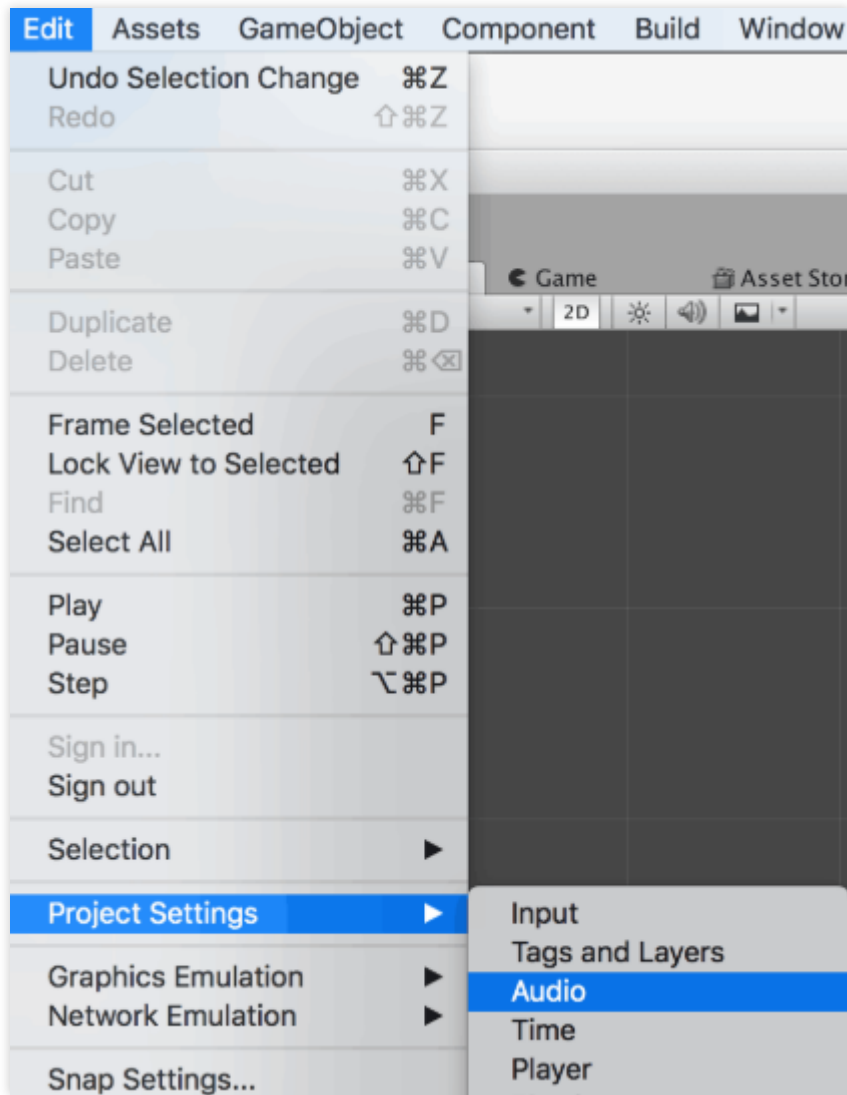 Edit Assets GameObject Component Build Window
Undo Selection Change ⌘Z
Redo ⇧⌘Z
Cut ⌘X
Copy ⌘C
Paste ⌘V
Game Asset Stor
2D
Duplicate ⌘D
Delete ⌘⌫
Frame Selected F
Lock View to Selected ⇧F
Find ⌘F
Select All ⌘A
Play ⌘P
Pause ⇧⌘P
Step ⌥⌘P
Sign in...
Sign out
Selection ▶
Project Settings ▶
Graphics Emulation ▶
Network Emulation ▶
Snap Settings...
Input
Tags and Layers
Audio
Time
Player